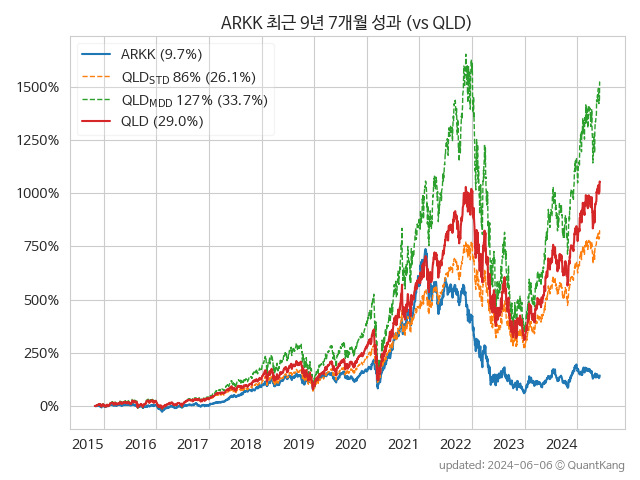 ARKK 최근 9년 7개월 성과 (vs QLD)
ARKK (9.7%)
QLD_STD 86% (26.1%)
QLD_MDD 127% (33.7%)
QLD (29.0%)
1500%
1250%
1000%
750%
500%
250%
0%
2015 2016 2017 2018 2019 2020 2021 2022 2023 2024
updated: 2024-06-06 © QuantKang